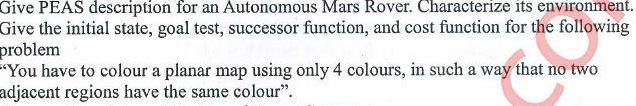 Give PEAS description for an Autonomous Mars Rover. Characterize its environment.
Give the initial state, goal test, successor function, and cost function for the following
problem
“You have to colour a planar map using only 4 colours, in such a way that no two
adjacent regions have the same colour”.